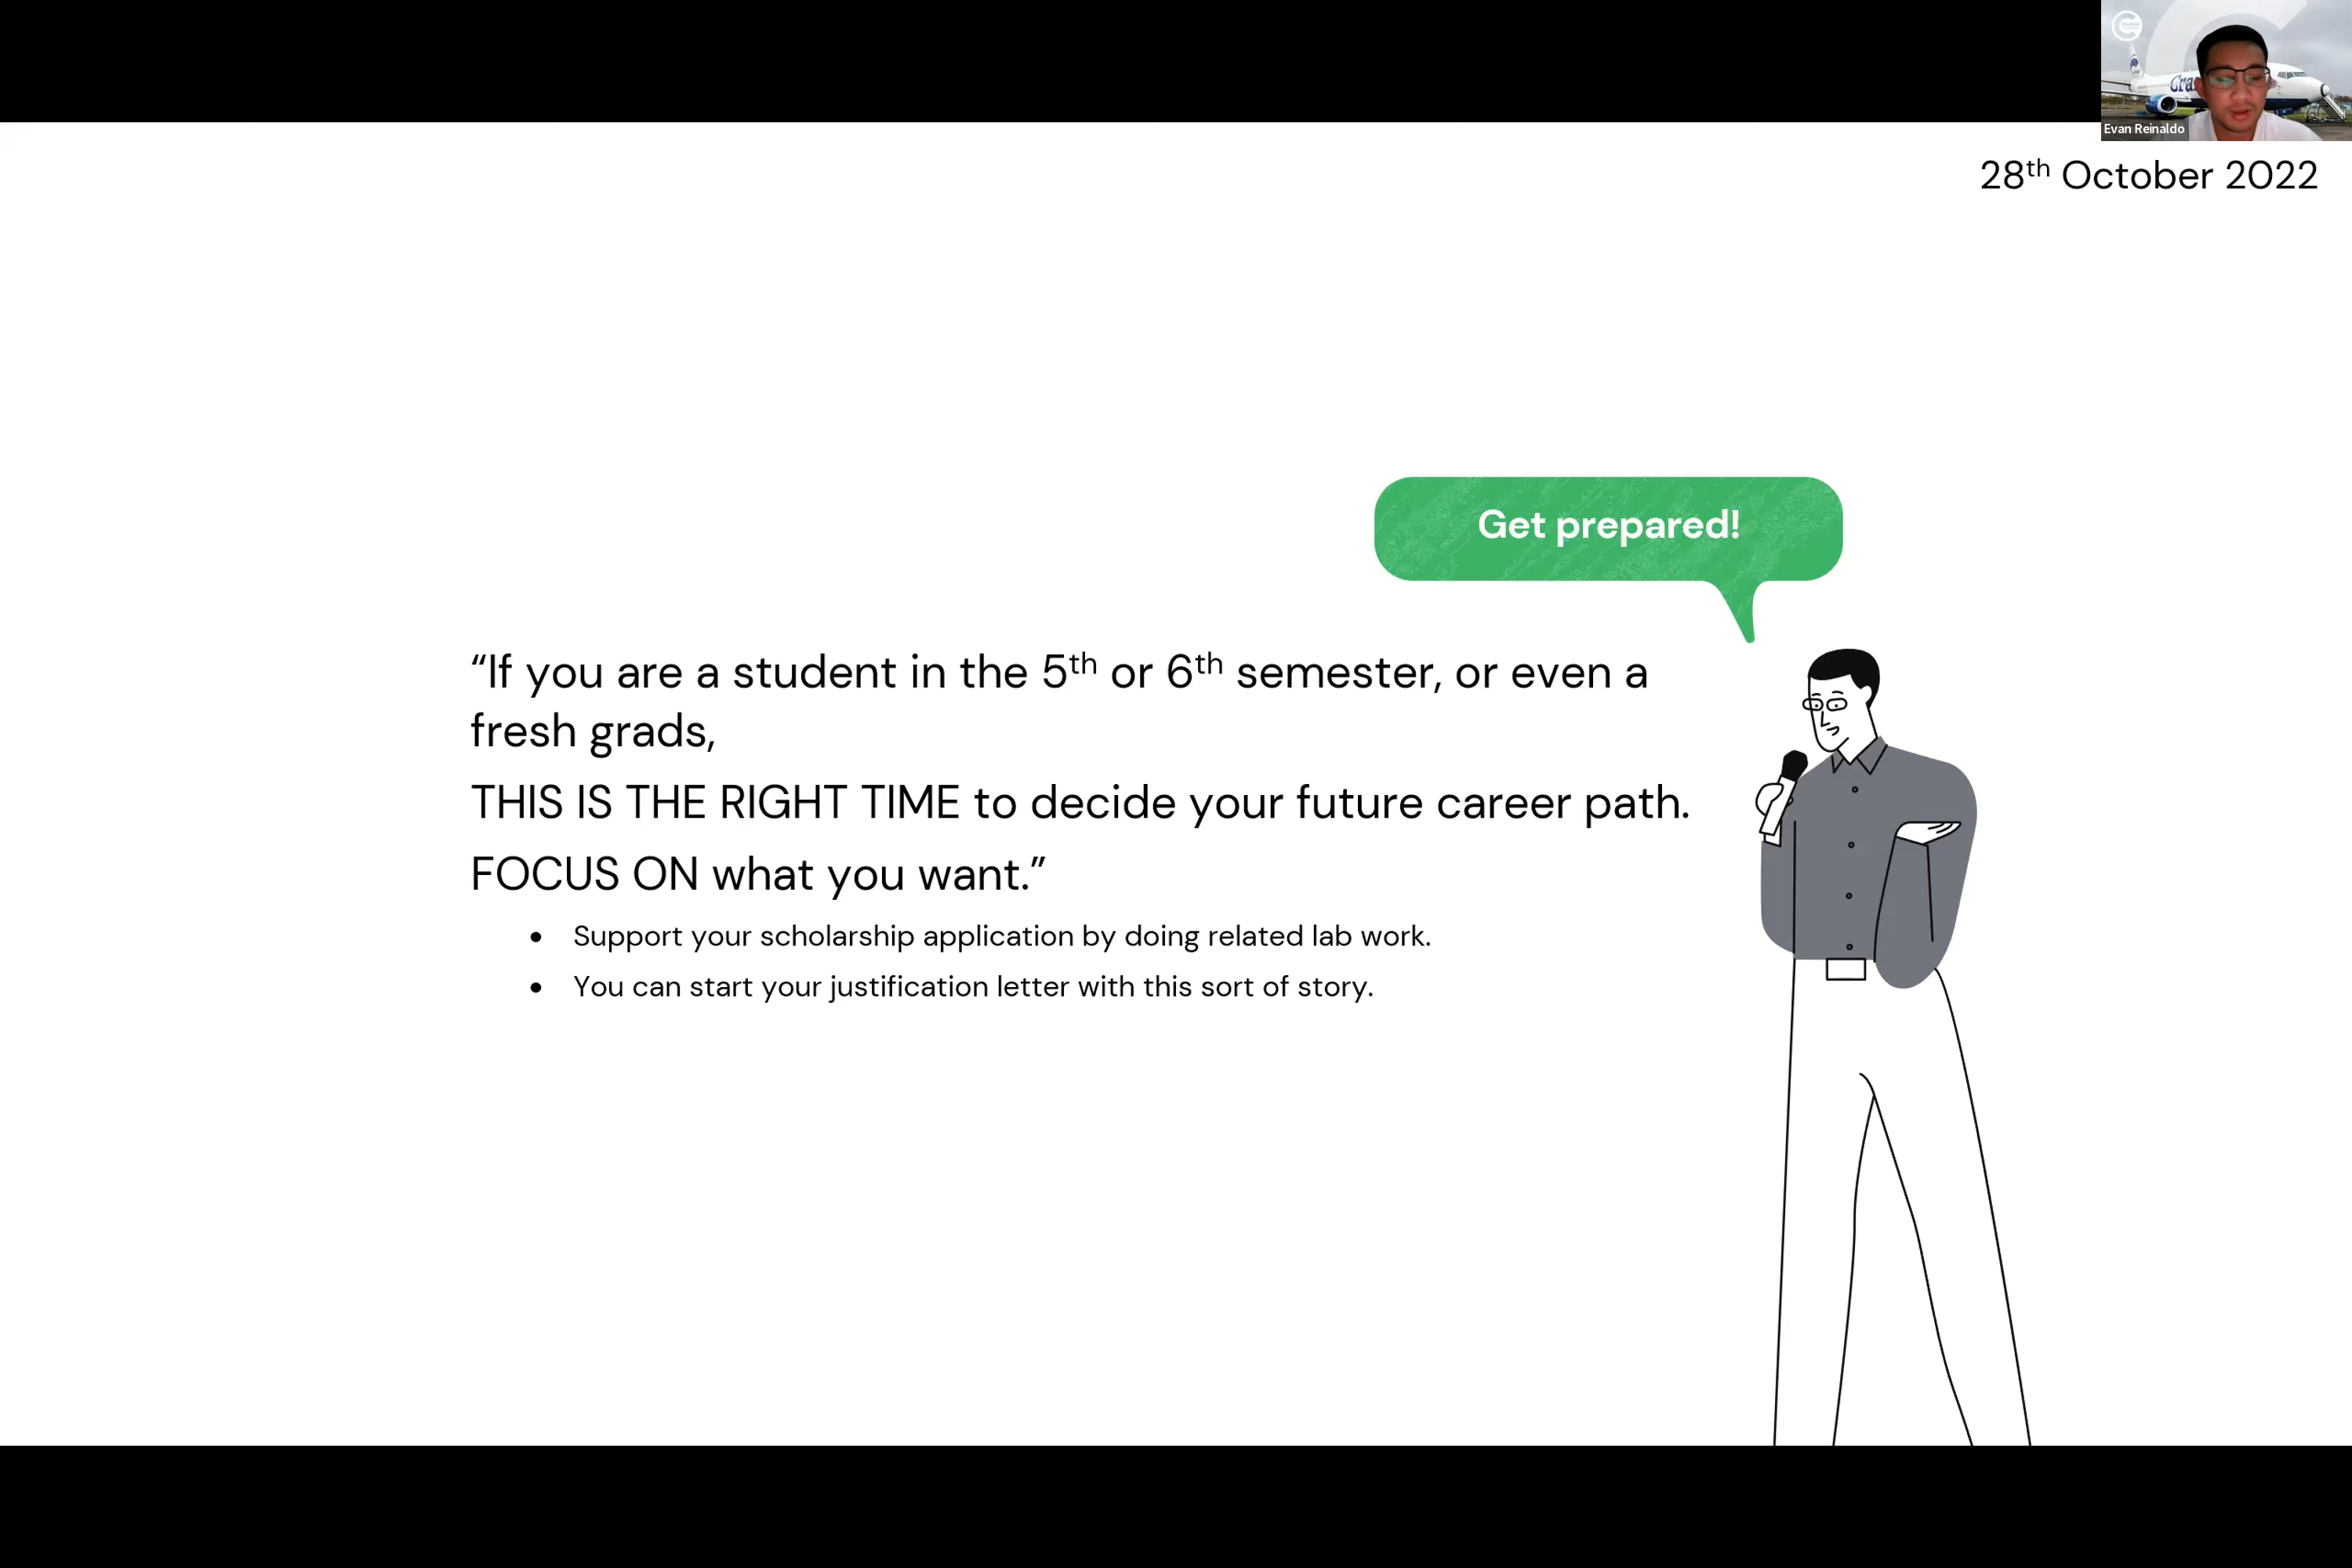 Evan Reinaldo
28th October 2022
Get prepared!
“If you are a student in the 5th or 6th semester, or even a
fresh grads,
THIS IS THE RIGHT TIME to decide your future career path.
FOCUS ON what you want.”
• Support your scholarship application by doing related lab work.
• You can start your justification letter with this sort of story.